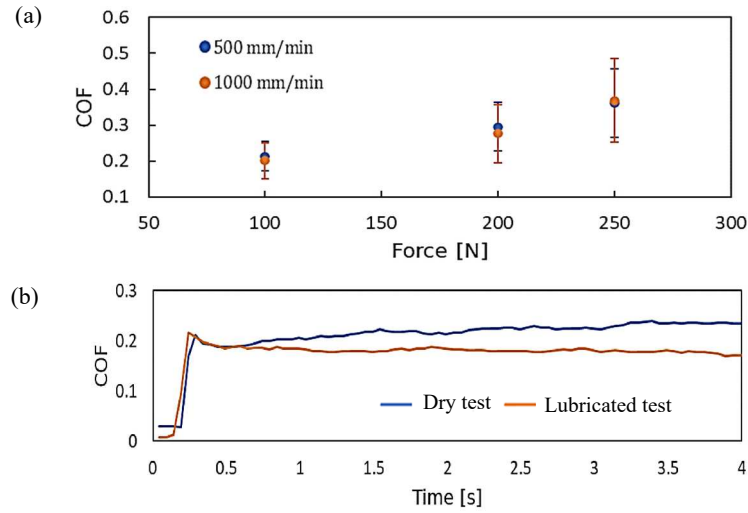 (a)
0.6
0.5
0.4
0.3
0.2
0.1
COF
500 mm/min
1000 mm/min
50 100 150 200 250 300
Force [N]
(b)
0.3
0.2
0.1
0
COF
Dry test Lubricated test
0 0.5 1 1.5 2 2.5 3 3.5 4
Time [s]